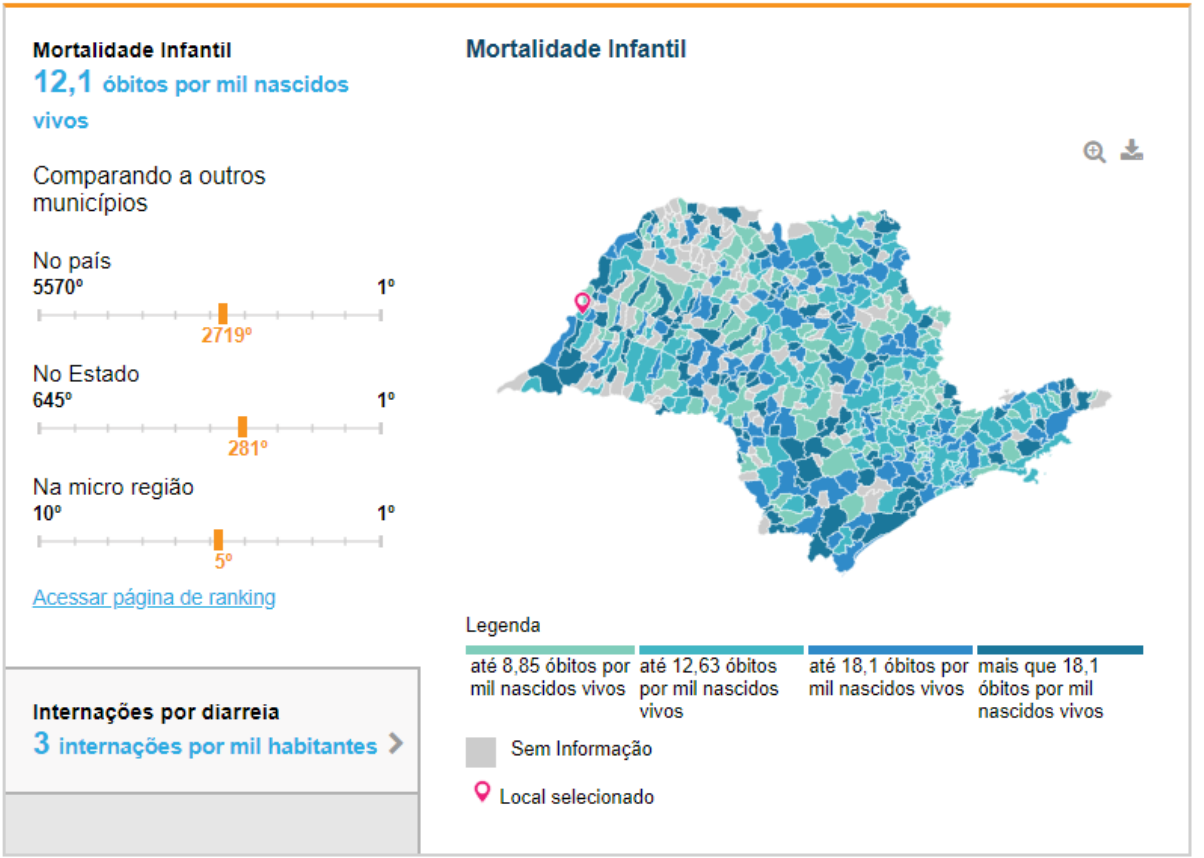 Mortalidade Infantil
12,1 óbitos por mil nascidos
vivos
Comparando a outros
municípios
No país
5570º 1º
2719º
No Estado
645º 1º
281º
Na micro região
10º 1º
5º
Acessar página de ranking
Internações por diarreia
3 internações por mil habitantes
Mortalidade Infantil
Legenda
até 8,85 óbitos por
mil nascidos vivos
até 12,63 óbitos
por mil nascidos
vivos
até 18,1 óbitos por
mil nascidos vivos
mais que 18,1
óbitos por mil
nascidos vivos
Sem Informação
Local selecionado